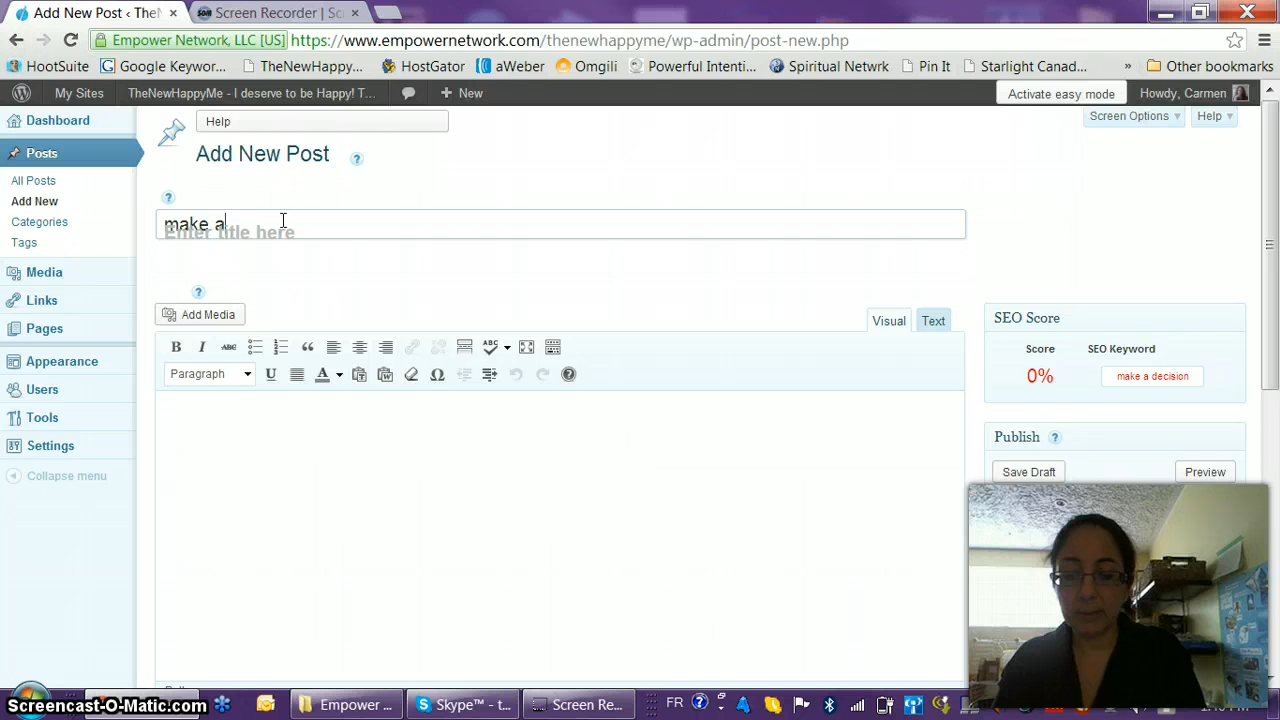 Add New Post ‹ TheN
Screen Recorder | Sc
Empower Network, LLC [US]
https://www.empowernetwork.com/thenewhappyme/wp-admin/post-new.php
HootSuite
Google Keywor...
TheNewHappy...
HostGator
aWeber
Omgili
Powerful Intenti...
Spiritual Netwrk
Pin It
Starlight Canad...
»
Other bookmarks
My Sites
TheNewHappyMe - I deserve to be Happy! T...
+ New
Activate easy mode
Howdy, Carmen
Dashboard
Help
Screen Options
Help
Posts
Add New Post
?
All Posts
?
Add New
Categories
make a
Enter title here
Tags
Media
?
Links
Add Media
Visual
Text
SEO Score
Pages
B I ABC
ABC
Score
SEO Keyword
Appearance
Paragraph
U
A
Ω
?
0%
make a decision
Users
Tools
Publish
?
Settings
Save Draft
Preview
Collapse menu
Screencast-O-Matic.com
Empower ...
Skype™ - t...
Screen Re...
FR